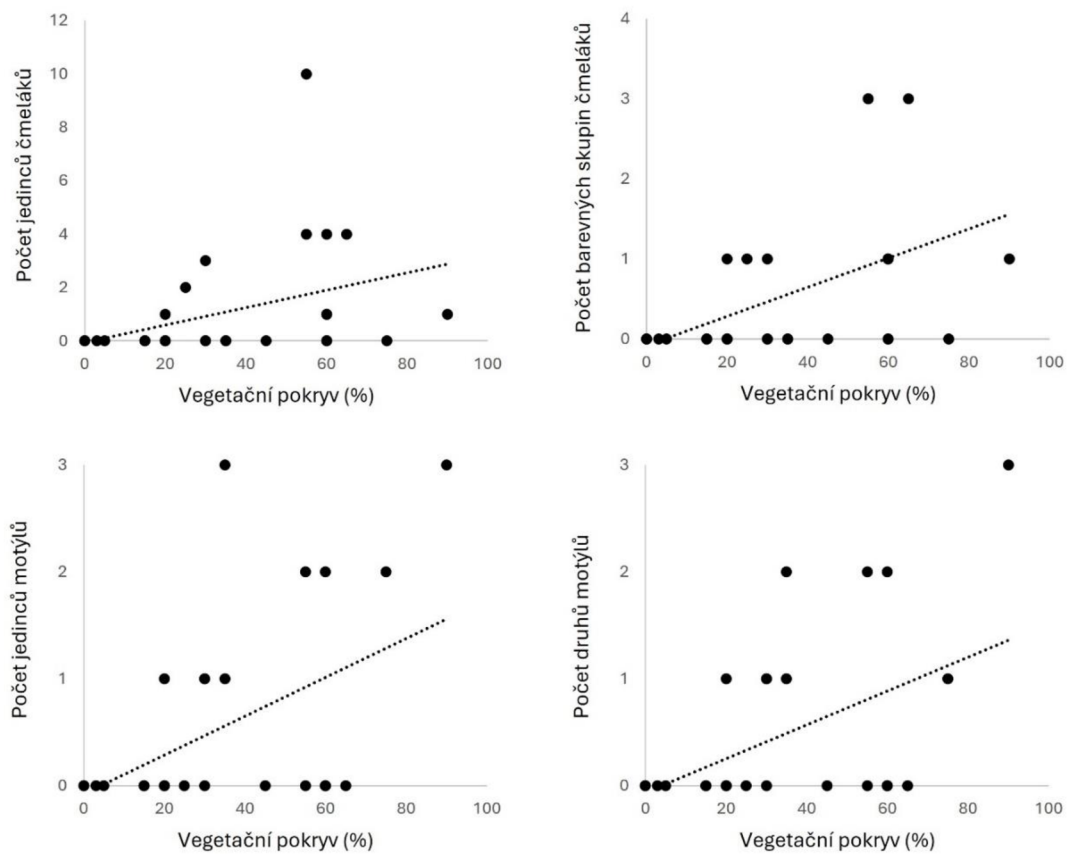 Počet jedinců čmeláků
12
10
8
6
4
2
0
0 20 40 60 80 100
Vegetační pokryv (%)
Počet barevných skupin čmeláků
4
3
2
1
0
0 20 40 60 80 100
Vegetační pokryv (%)
Počet jedinců motýlů
3
2
1
0
0 20 40 60 80 100
Vegetační pokryv (%)
Počet druhů motýlů
3
2
1
0
0 20 40 60 80 100
Vegetační pokryv (%)